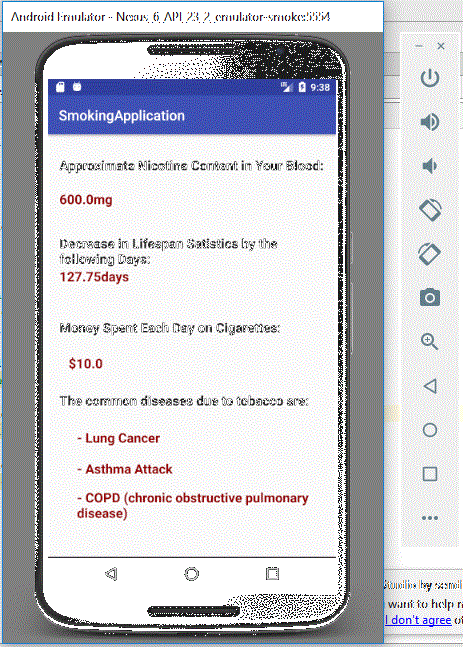 Android Emulator - Nexus_6_API_23_2_emulator-smoke:5554
9:38
SmokingApplication
Approximate Nicotine Content in Your Blood:
600.0mg
Decrease in Lifespan Satistics by the
following Days:
127.75days
Money Spent Each Day on Cigarettes:
$10.0
The common diseases due to tobacco are:
- Lung Cancer
- Asthma Attack
- COPD (chronic obstructive pulmonary
disease)
Studio by
want to help
I don't agree